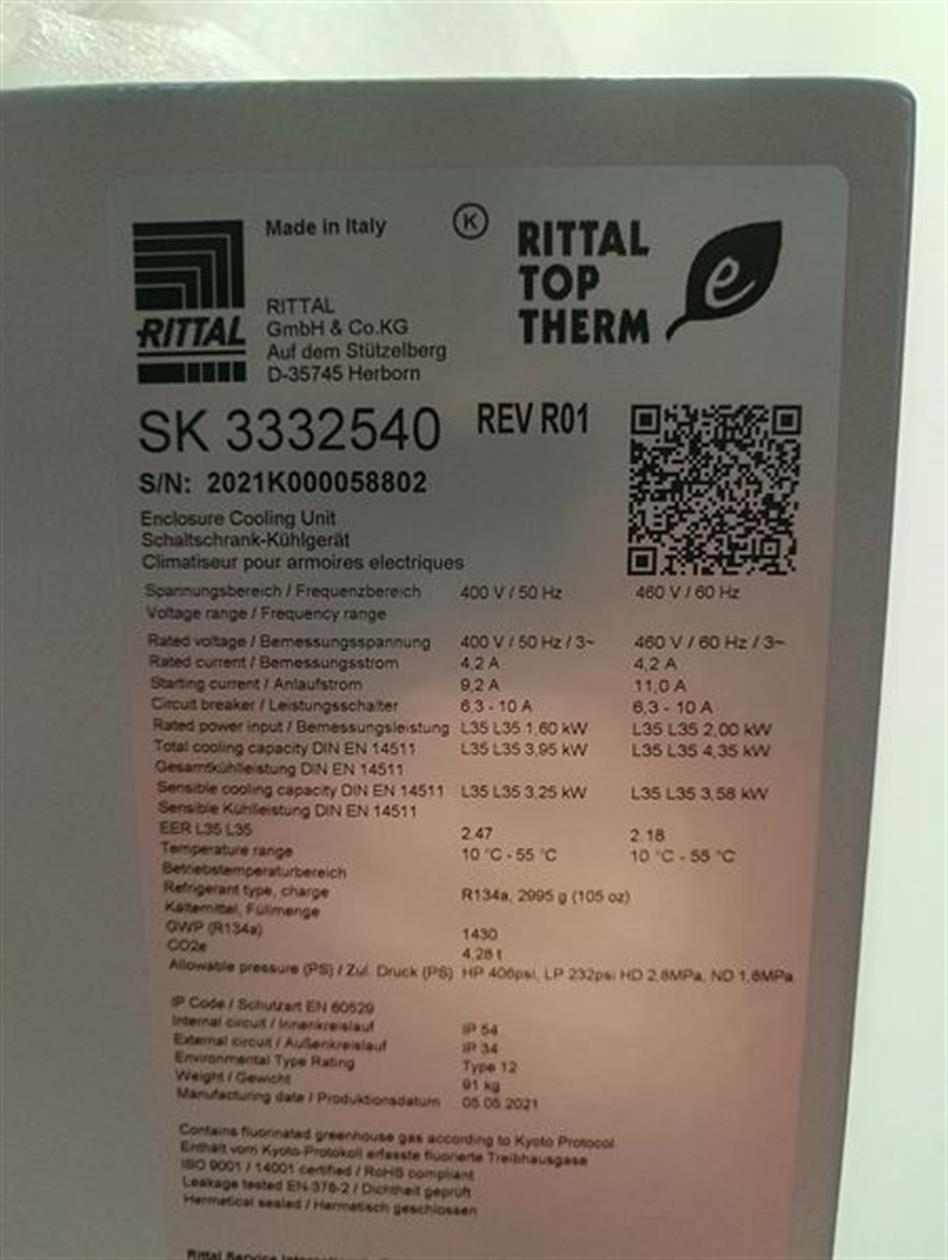 Made in Italy
K
RITTAL
TOP
THERM
e
RITTAL
RITTAL
GmbH & Co.KG
Auf dem Stützelberg
D-35745 Herborn
SK 3332540 REV R01
S/N: 2021K000058802
Enclosure Cooling Unit
Schaltschrank-Kühlgerät
Climatiseur pour armoires electriques
Spannungsbereich / Frequenzbereich 400 V / 50 Hz 460 V / 60 Hz
Voltage range / Frequency range
Rated voltage / Bemessungsspannung 400 V / 50 Hz / 3~ 460 V / 60 Hz / 3~
Rated current / Bemessungsstrom 4,2 A 4,2 A
Starting current / Anlaufstrom 9,2 A 11,0 A
Circuit breaker / Leistungsschalter 6,3 - 10 A 6,3 - 10 A
Rated power input / Bemessungsleistung L35 L35 1,60 kW L35 L35 2,00 kW
Total cooling capacity DIN EN 14511 L35 L35 3,95 kW L35 L35 4,35 kW
Gesamtkühlleistung DIN EN 14511
Sensible cooling capacity DIN EN 14511 L35 L35 3,25 kW L35 L35 3,58 kW
Sensible Kühlleistung DIN EN 14511
EER L35 L35 2.47 2.18
Temperature range 10 °C - 55 °C 10 °C - 55 °C
Betriebstemperaturbereich
Refrigerant type, charge R134a, 2995 g (105 oz)
Kältemittel, Füllmenge
GWP (R134a) 1430
CO2e 4,28 t
Allowable pressure (PS) / Zul. Druck (PS) HP 406psi, LP 232psi HD 2,8MPa, ND 1,6MPa
IP Code / Schutzart EN 60529
Internal circuit / Innenkreislauf IP 54
External circuit / Außenkreislauf IP 34
Environmental Type Rating Type 12
Weight / Gewicht 91 kg
Manufacturing date / Produktionsdatum 05.05.2021
Contains fluorinated greenhouse gas according to Kyoto Protocol
Enthält vom Kyoto-Protokoll erfasste fluorierte Treibhausgase
ISO 9001 / 14001 certified / RoHS compliant
Leakage tested EN-378-2 / Dichtheit geprüft
Hermetical sealed / Hermetisch geschlossen
Rittal Service